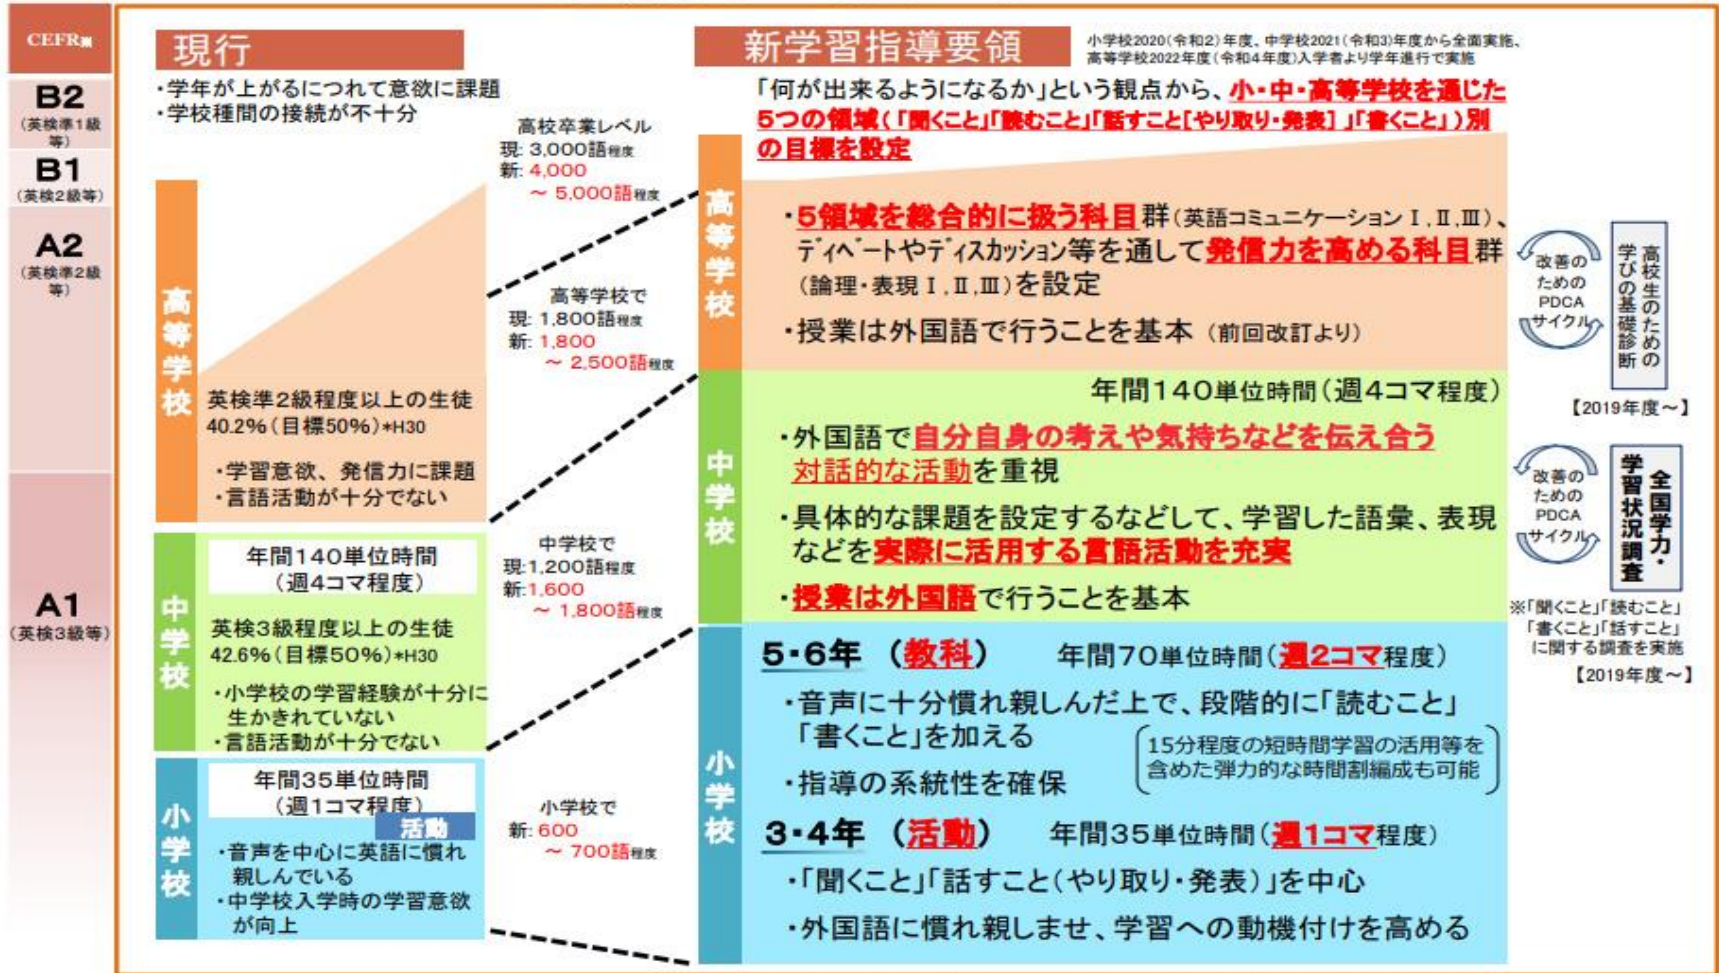 CEFR※
B2
(英検準1級
等)
B1
(英検2級等)
A2
(英検準2級
等)
A1
(英検3級等)
現行
・学年が上がるにつれて意欲に課題
・学校種間の接続が不十分
高等学校
英検準2級程度以上の生徒
40.2%(目標50%)*H30
・学習意欲、発信力に課題
・言語活動が十分でない
中学校
年間140単位時間
(週4コマ程度)
英検3級程度以上の生徒
42.6%(目標50%)*H30
・小学校の学習経験が十分に
生かきれていない
・言語活動が十分でない
小学校
年間35単位時間
(週1コマ程度)
活動
・音声を中心に英語に慣れ
親しんでいる
・中学校入学時の学習意欲
が向上
高校卒業レベル
現: 3,000語程度
新: 4,000
～ 5,000語程度
高等学校で
現: 1,800語程度
新: 1,800
～ 2,500語程度
中学校で
現:1,200語程度
新:1,600
～ 1,800語程度
小学校で
新: 600
～ 700語程度
新学習指導要領
小学校2020(令和2)年度、中学校2021(令和3)年度から全面実施、
高等学校2022年度(令和4年度)入学者より学年進行で実施
「何が出来るようになるか」という観点から、小・中・高等学校を通じた
5つの領域(「聞くこと」「読むこと」「話すこと[やり取り・発表]」「書くこと」)別
の目標を設定
高等学校
・5領域を総合的に扱う科目群(英語コミュニケーションⅠ,Ⅱ,Ⅲ)、
ディベートやディスカッション等を通して発信力を高める科目群
(論理・表現Ⅰ,Ⅱ,Ⅲ)を設定
・授業は外国語で行うことを基本 (前回改訂より)
中学校
年間140単位時間(週4コマ程度)
・外国語で自分自身の考えや気持ちなどを伝え合う
対話的な活動を重視
・具体的な課題を設定するなどして、学習した語彙、表現
などを実際に活用する言語活動を充実
・授業は外国語で行うことを基本
小学校
5・6年 (教科) 年間70単位時間(週2コマ程度)
・音声に十分慣れ親しんだ上で、段階的に「読むこと」
「書くこと」を加える
15分程度の短時間学習の活用等を
含めた弾力的な時間割編成も可能
・指導の系統性を確保
3・4年 (活動) 年間35単位時間(週1コマ程度)
・「聞くこと」「話すこと(やり取り・発表)」を中心
・外国語に慣れ親しませ、学習への動機付けを高める
改善の
ための
PDCA
サイクル
高校生のための
学びの基礎診断
【2019年度～】
改善の
ための
PDCA
サイクル
全国学力・
学習状況調査
※「聞くこと」「読むこと」
「書くこと」「話すこと」
に関する調査を実施
【2019年度～】